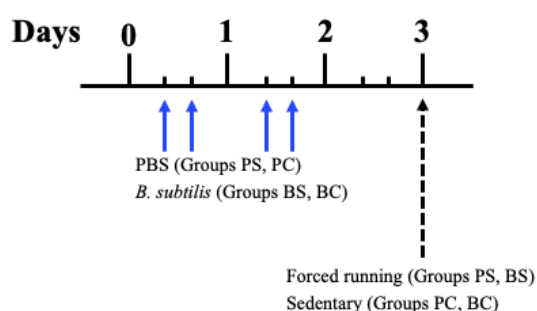 Days 0 1 2 3
PBS (Groups PS, PC)
B. subtilis (Groups BS, BC)
Forced running (Groups PS, BS)
Sedentary (Groups PC, BC)